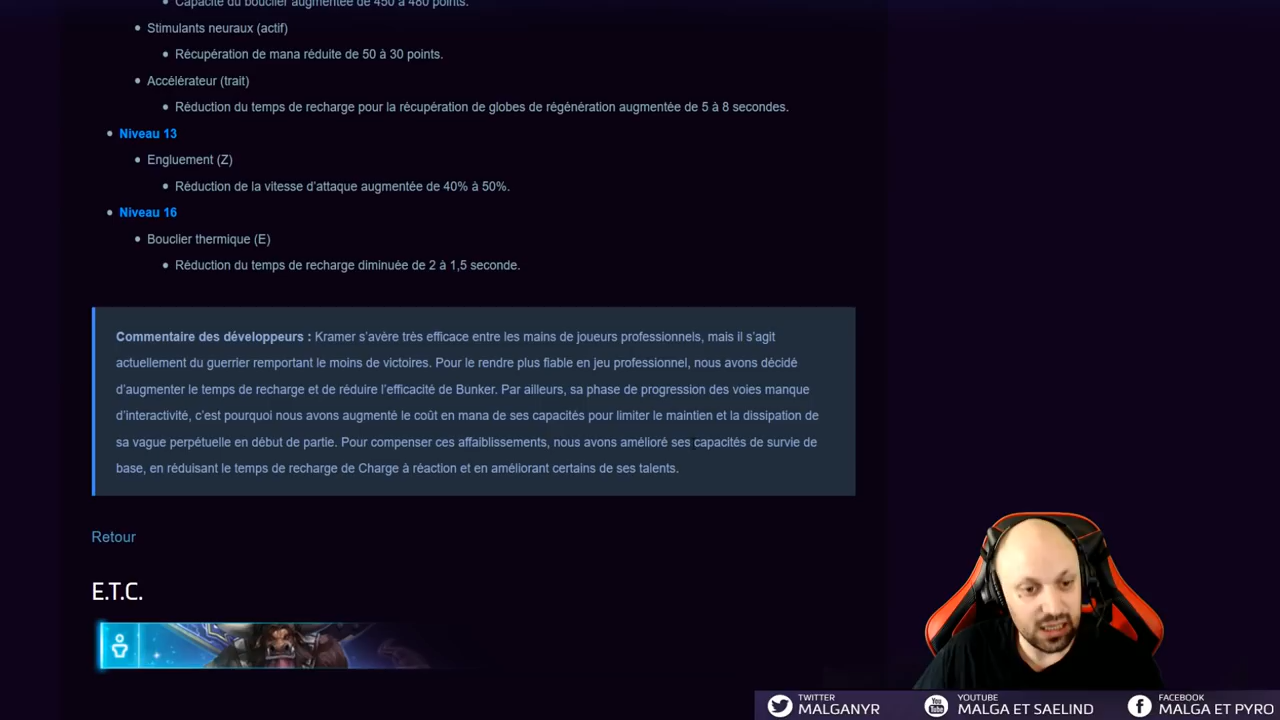 Capacité du bouclier augmentée de 450 à 480 points.
Stimulants neuraux (actif)
Récupération de mana réduite de 50 à 30 points.
Accélérateur (trait)
Réduction du temps de recharge pour la récupération de globes de régénération augmentée de 5 à 8 secondes.
Niveau 13
Engluement (Z)
Réduction de la vitesse d'attaque augmentée de 40% à 50%.
Niveau 16
Bouclier thermique (E)
Réduction du temps de recharge diminuée de 2 à 1,5 seconde.
Commentaire des développeurs : Kramer s'avère très efficace entre les mains de joueurs professionnels, mais il s'agit
actuellement du guerrier remportant le moins de victoires. Pour le rendre plus fiable en jeu professionnel, nous avons décidé
d'augmenter le temps de recharge et de réduire l'efficacité de Bunker. Par ailleurs, sa phase de progression des voies manque
d'interactivité, c'est pourquoi nous avons augmenté le coût en mana de ses capacités pour limiter le maintien et la dissipation de
sa vague perpétuelle en début de partie. Pour compenser ces affaiblissements, nous avons amélioré ses capacités de survie de
base, en réduisant le temps de recharge de Charge à réaction et en améliorant certains de ses talents.
Retour
E.T.C.
TWITTER
MALGANYR
YOUTUBE
MALGA ET SAELIND
FACEBOOK
MALGA ET PYRO